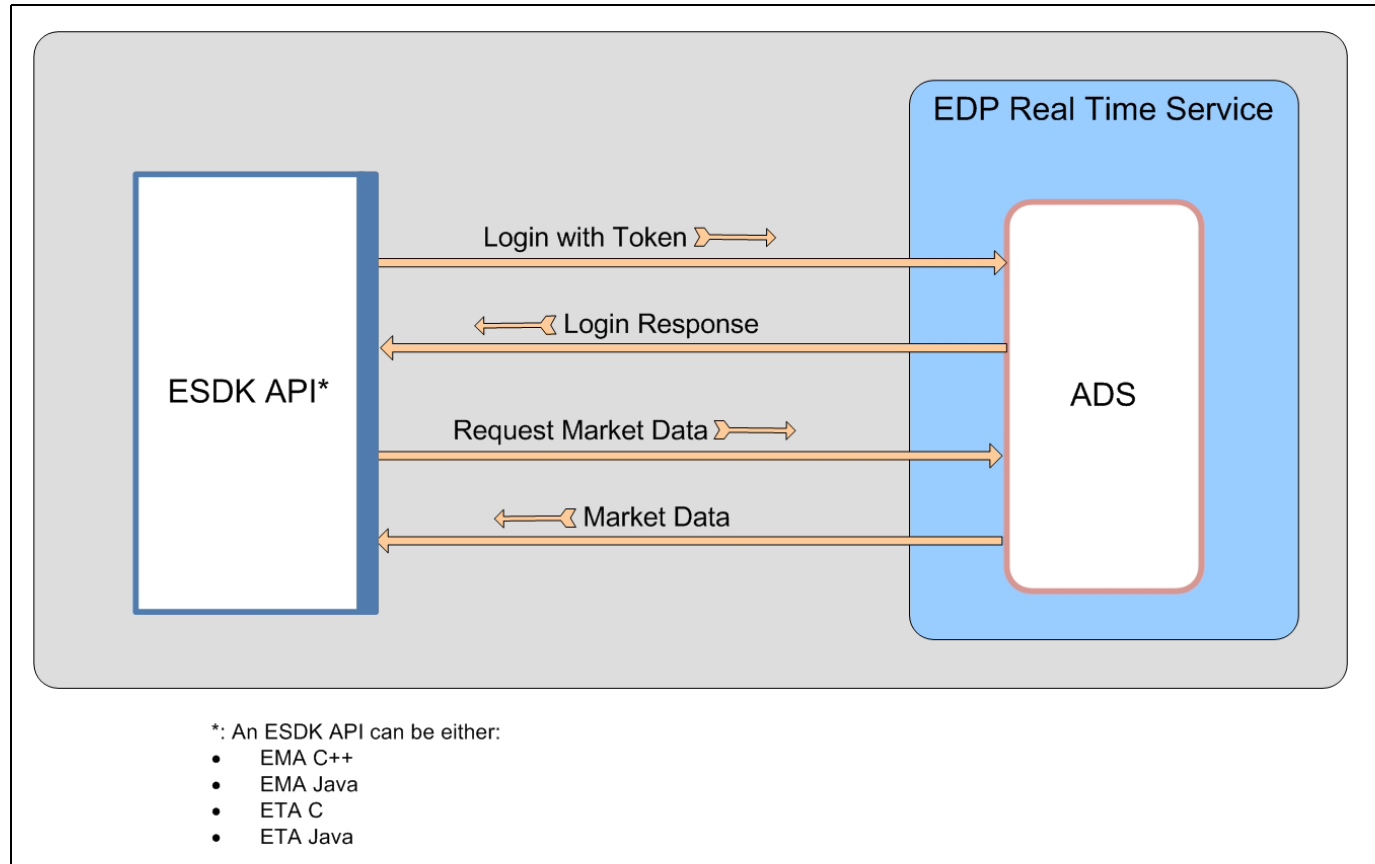 EDP Real Time Service
Login with Token
Login Response
ESDK API*
ADS
Request Market Data
Market Data
*: An ESDK API can be either:
• EMA C++
• EMA Java
• ETA C
• ETA Java